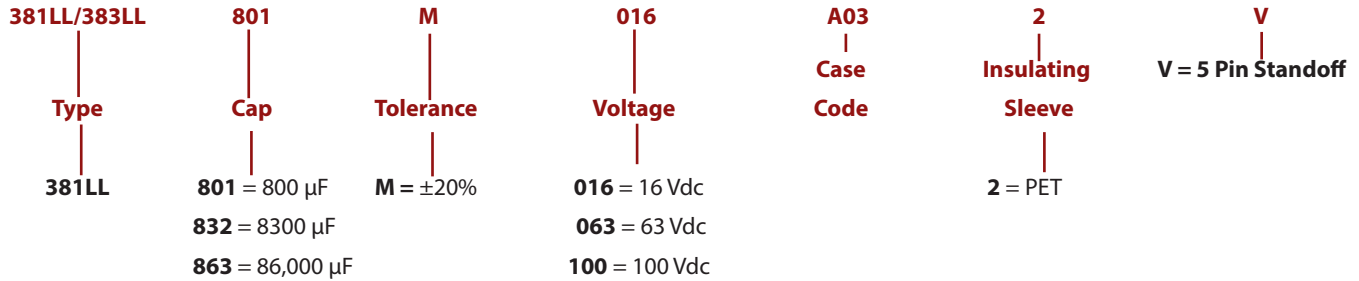 381LL/383LL 801 M 016 A03 2 V
Case Insulating V = 5 Pin Standoff
Type Cap Tolerance Voltage Code Sleeve
381LL 801 = 800 µF M = ±20% 016 = 16 Vdc 2 = PET
832 = 8300 µF 063 = 63 Vdc
863 = 86,000 µF 100 = 100 Vdc